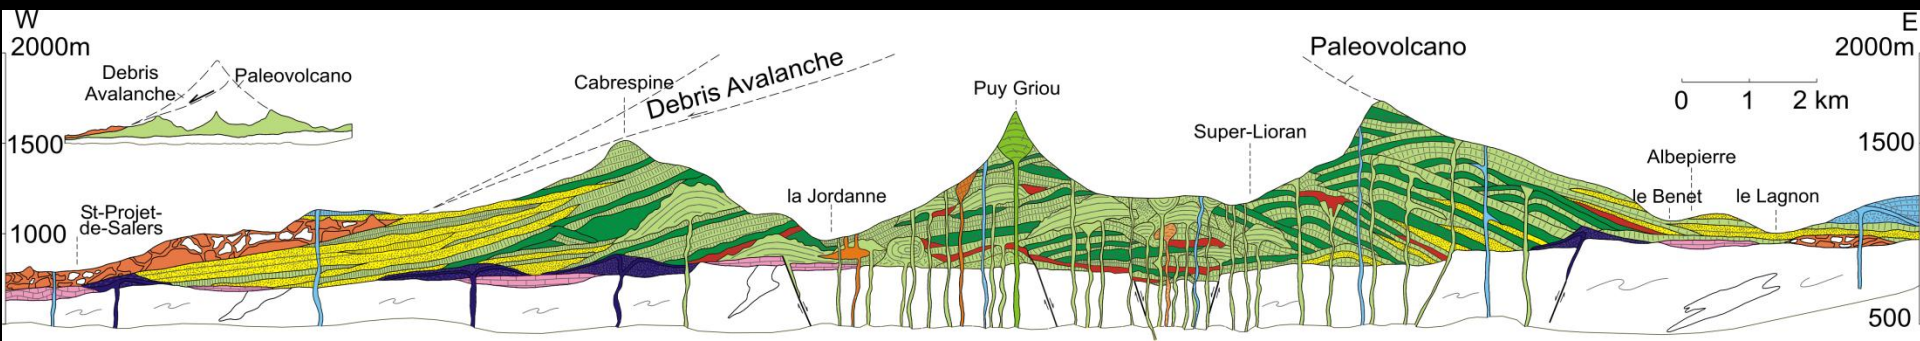 W
E
2000m
2000m
Debris
Avalanche
Paleovolcano
Cabrespine
Debris Avalanche
Puy Griou
Paleovolcano
0 1 2 km
Super-Lioran
1500
1500
Albepierre
la Jordanne
le Benet
le Lagnon
St-Projet-
de-Salers
1000
1000
500